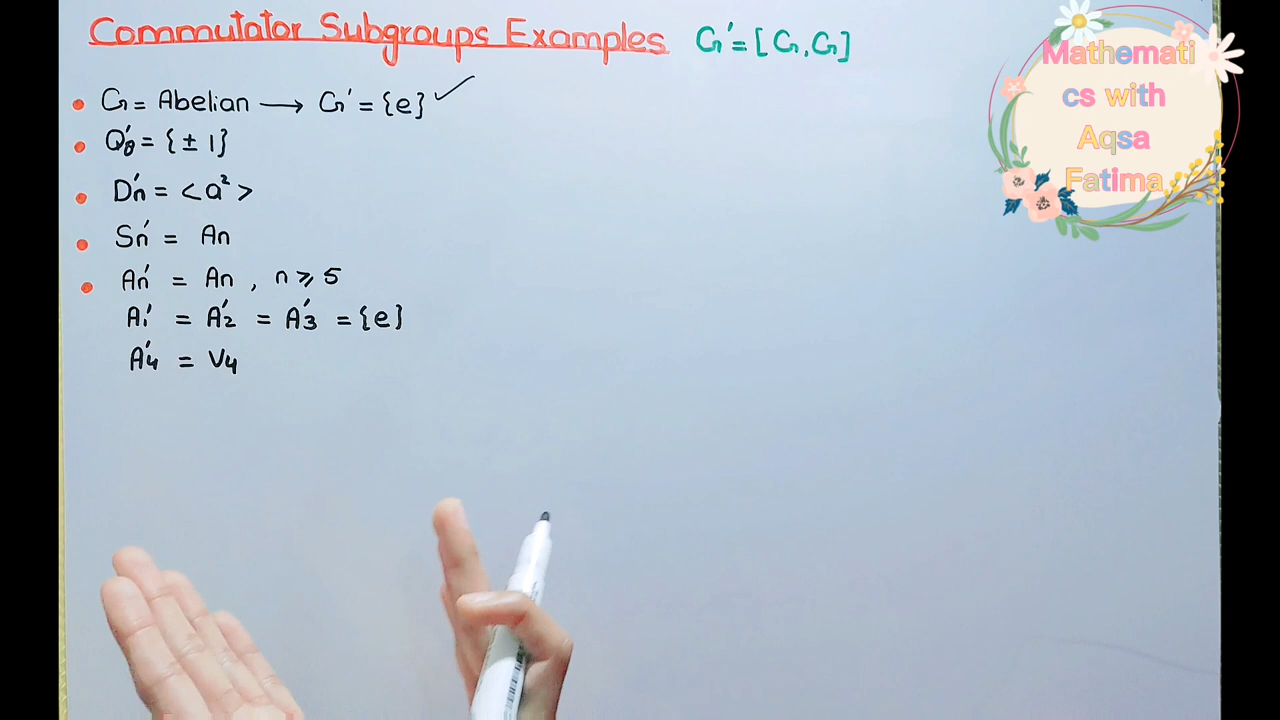 Commutator Subgroups Examples G' = [G, G]
• G = Abelian → G' = {e} ✓
• Q₈' = {± 1}
• Dn' = <a²>
• Sn' = An
• An' = An , n ⩾ 5
A₁' = A₂' = A₃' = {e}
A₄' = V₄
Mathemati
cs with
Aqsa
Fatima